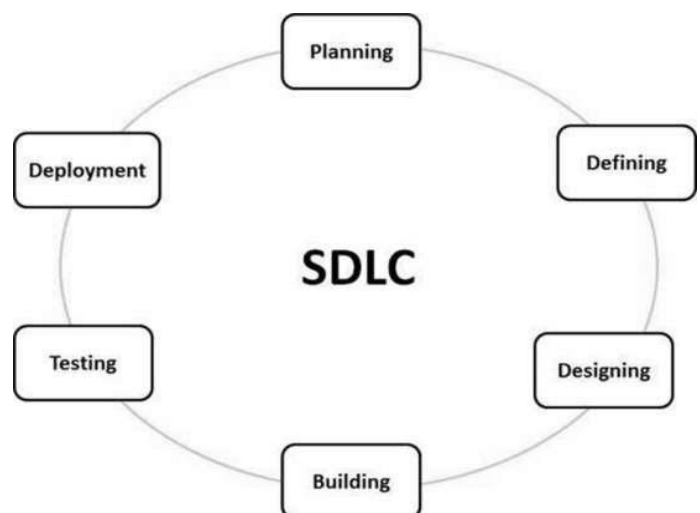 Planning
Defining
Designing
Building
Testing
Deployment
SDLC